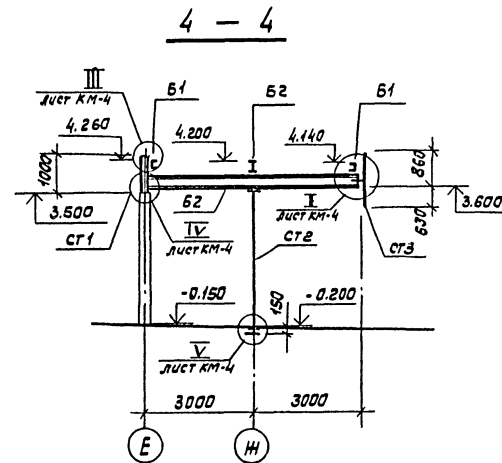 4 — 4
III
лист КМ-4
Б1
Б2
Б1
4.260
4.200
4.140
1000
860
3.500
Б2
3.600
630
СТ1
IV
лист КМ-4
II
лист КМ-4
СТ2
СТ3
-0.150
150
-0.200
V
лист КМ-4
3000
3000
Е
Ж